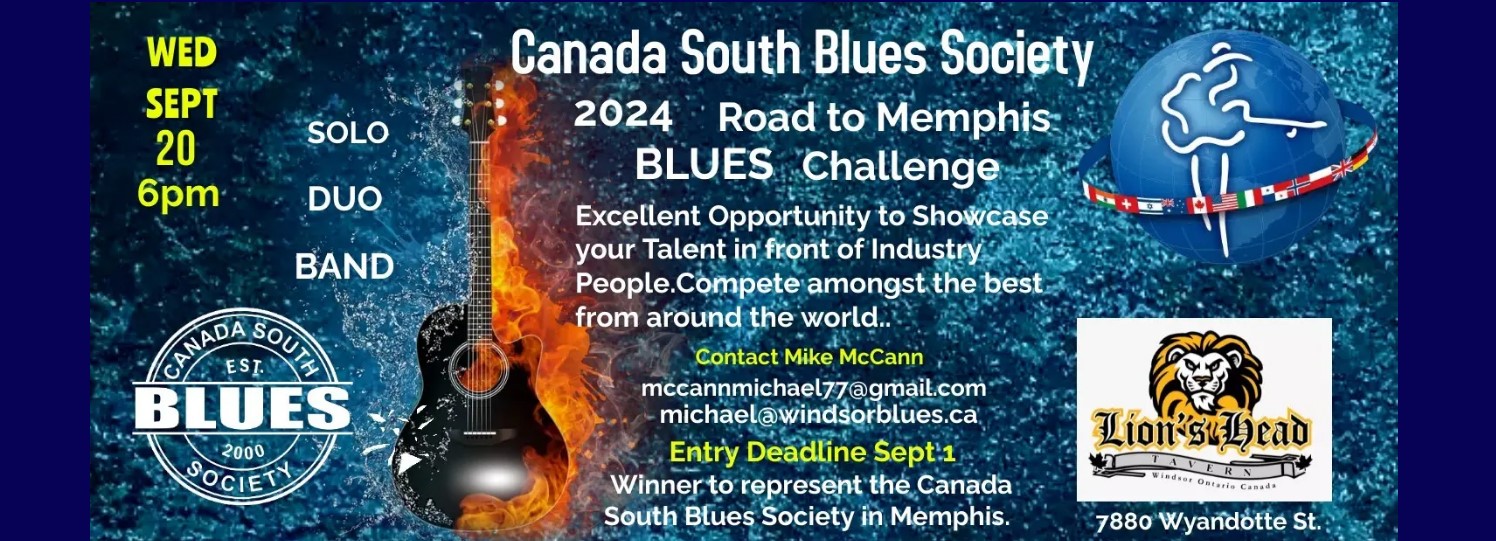 WED
SEPT
20
6pm
SOLO
DUO
BAND
CANADA SOUTH
EST.
BLUES
2000
SOCIETY
Canada South Blues Society
2024 Road to Memphis
BLUES Challenge
Excellent Opportunity to Showcase
your Talent in front of Industry
People.Compete amongst the best
from around the world..
Contact Mike McCann
mccannmichael77@gmail.com
michael@windsorblues.ca
Entry Deadline Sept 1
Winner to represent the Canada
South Blues Society in Memphis.
Lion's Head
TAVERN
Windsor Ontario Canada
7880 Wyandotte St.